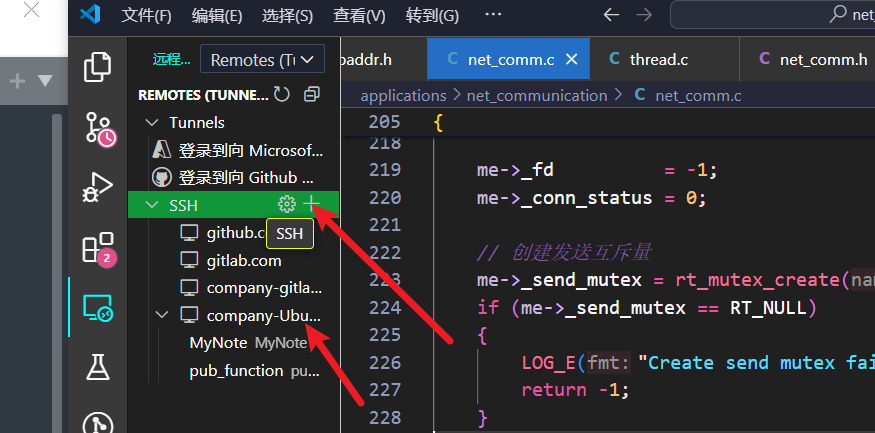 文件(F) 编辑(E) 选择(S) 查看(V) 转到(G) ··· net_
远程... Remotes (Tu
REMOTES (TUNNE...
Tunnels
登录到向 Microsof...
登录到向 Github ...
SSH
github.c
SSH
gitlab.com
company-gitla...
company-Ubu...
MyNote MyNote
pub_function pu...
2
paddr.h C net_comm.c C thread.c C net_comm.h
applications > net_communication > C net_comm.c
205 {
218
219 me->_fd = -1;
220 me->_conn_status = 0;
221
222 // 创建发送互斥量
223 me->_send_mutex = rt_mutex_create(nam
224 if (me->_send_mutex == RT_NULL)
225 {
226 LOG_E(fmt: "Create send mutex fai
227 return -1;
228 }